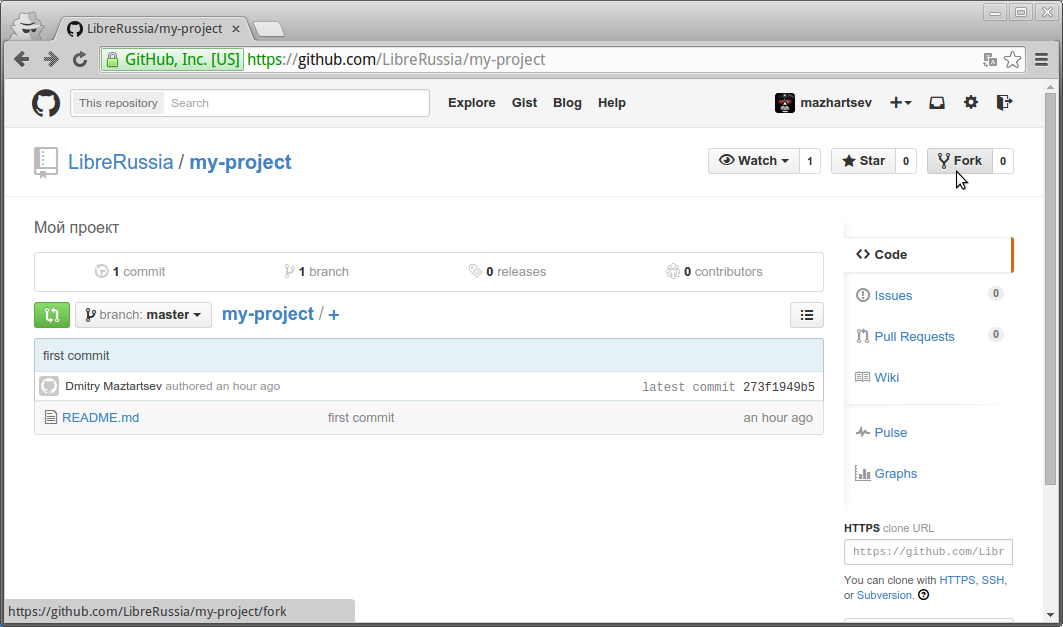 LibreRussia/my-project
GitHub, Inc. [US] https://github.com/LibreRussia/my-project
This repository Search Explore Gist Blog Help mazhartsev
LibreRussia / my-project Watch 1 Star 0 Fork 0
Мой проект
1 commit 1 branch 0 releases 0 contributors
branch: master my-project / +
first commit
Dmitry Maztartsev authored an hour ago latest commit 273f1949b5
README.md first commit an hour ago
Code
Issues 0
Pull Requests 0
Wiki
Pulse
Graphs
HTTPS clone URL
https://github.com/Libr
You can clone with HTTPS, SSH,
or Subversion.
https://github.com/LibreRussia/my-project/fork